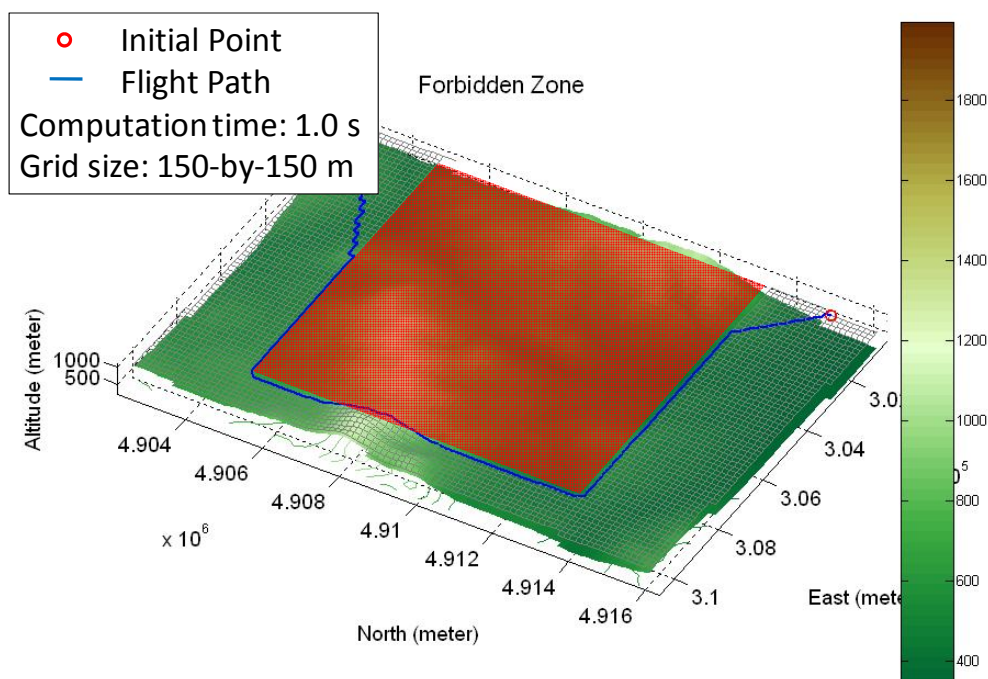 Initial Point
Flight Path
Computation time: 1.0 s
Grid size: 150-by-150 m
Forbidden Zone
1800
1600
1400
1200
1000
800
600
400
Altitude (meter)
1000
500
4.904
4.906
4.908
4.91
4.912
4.914
4.916
x 10^6
North (meter)
3.04
3.06
3.08
3.1
East